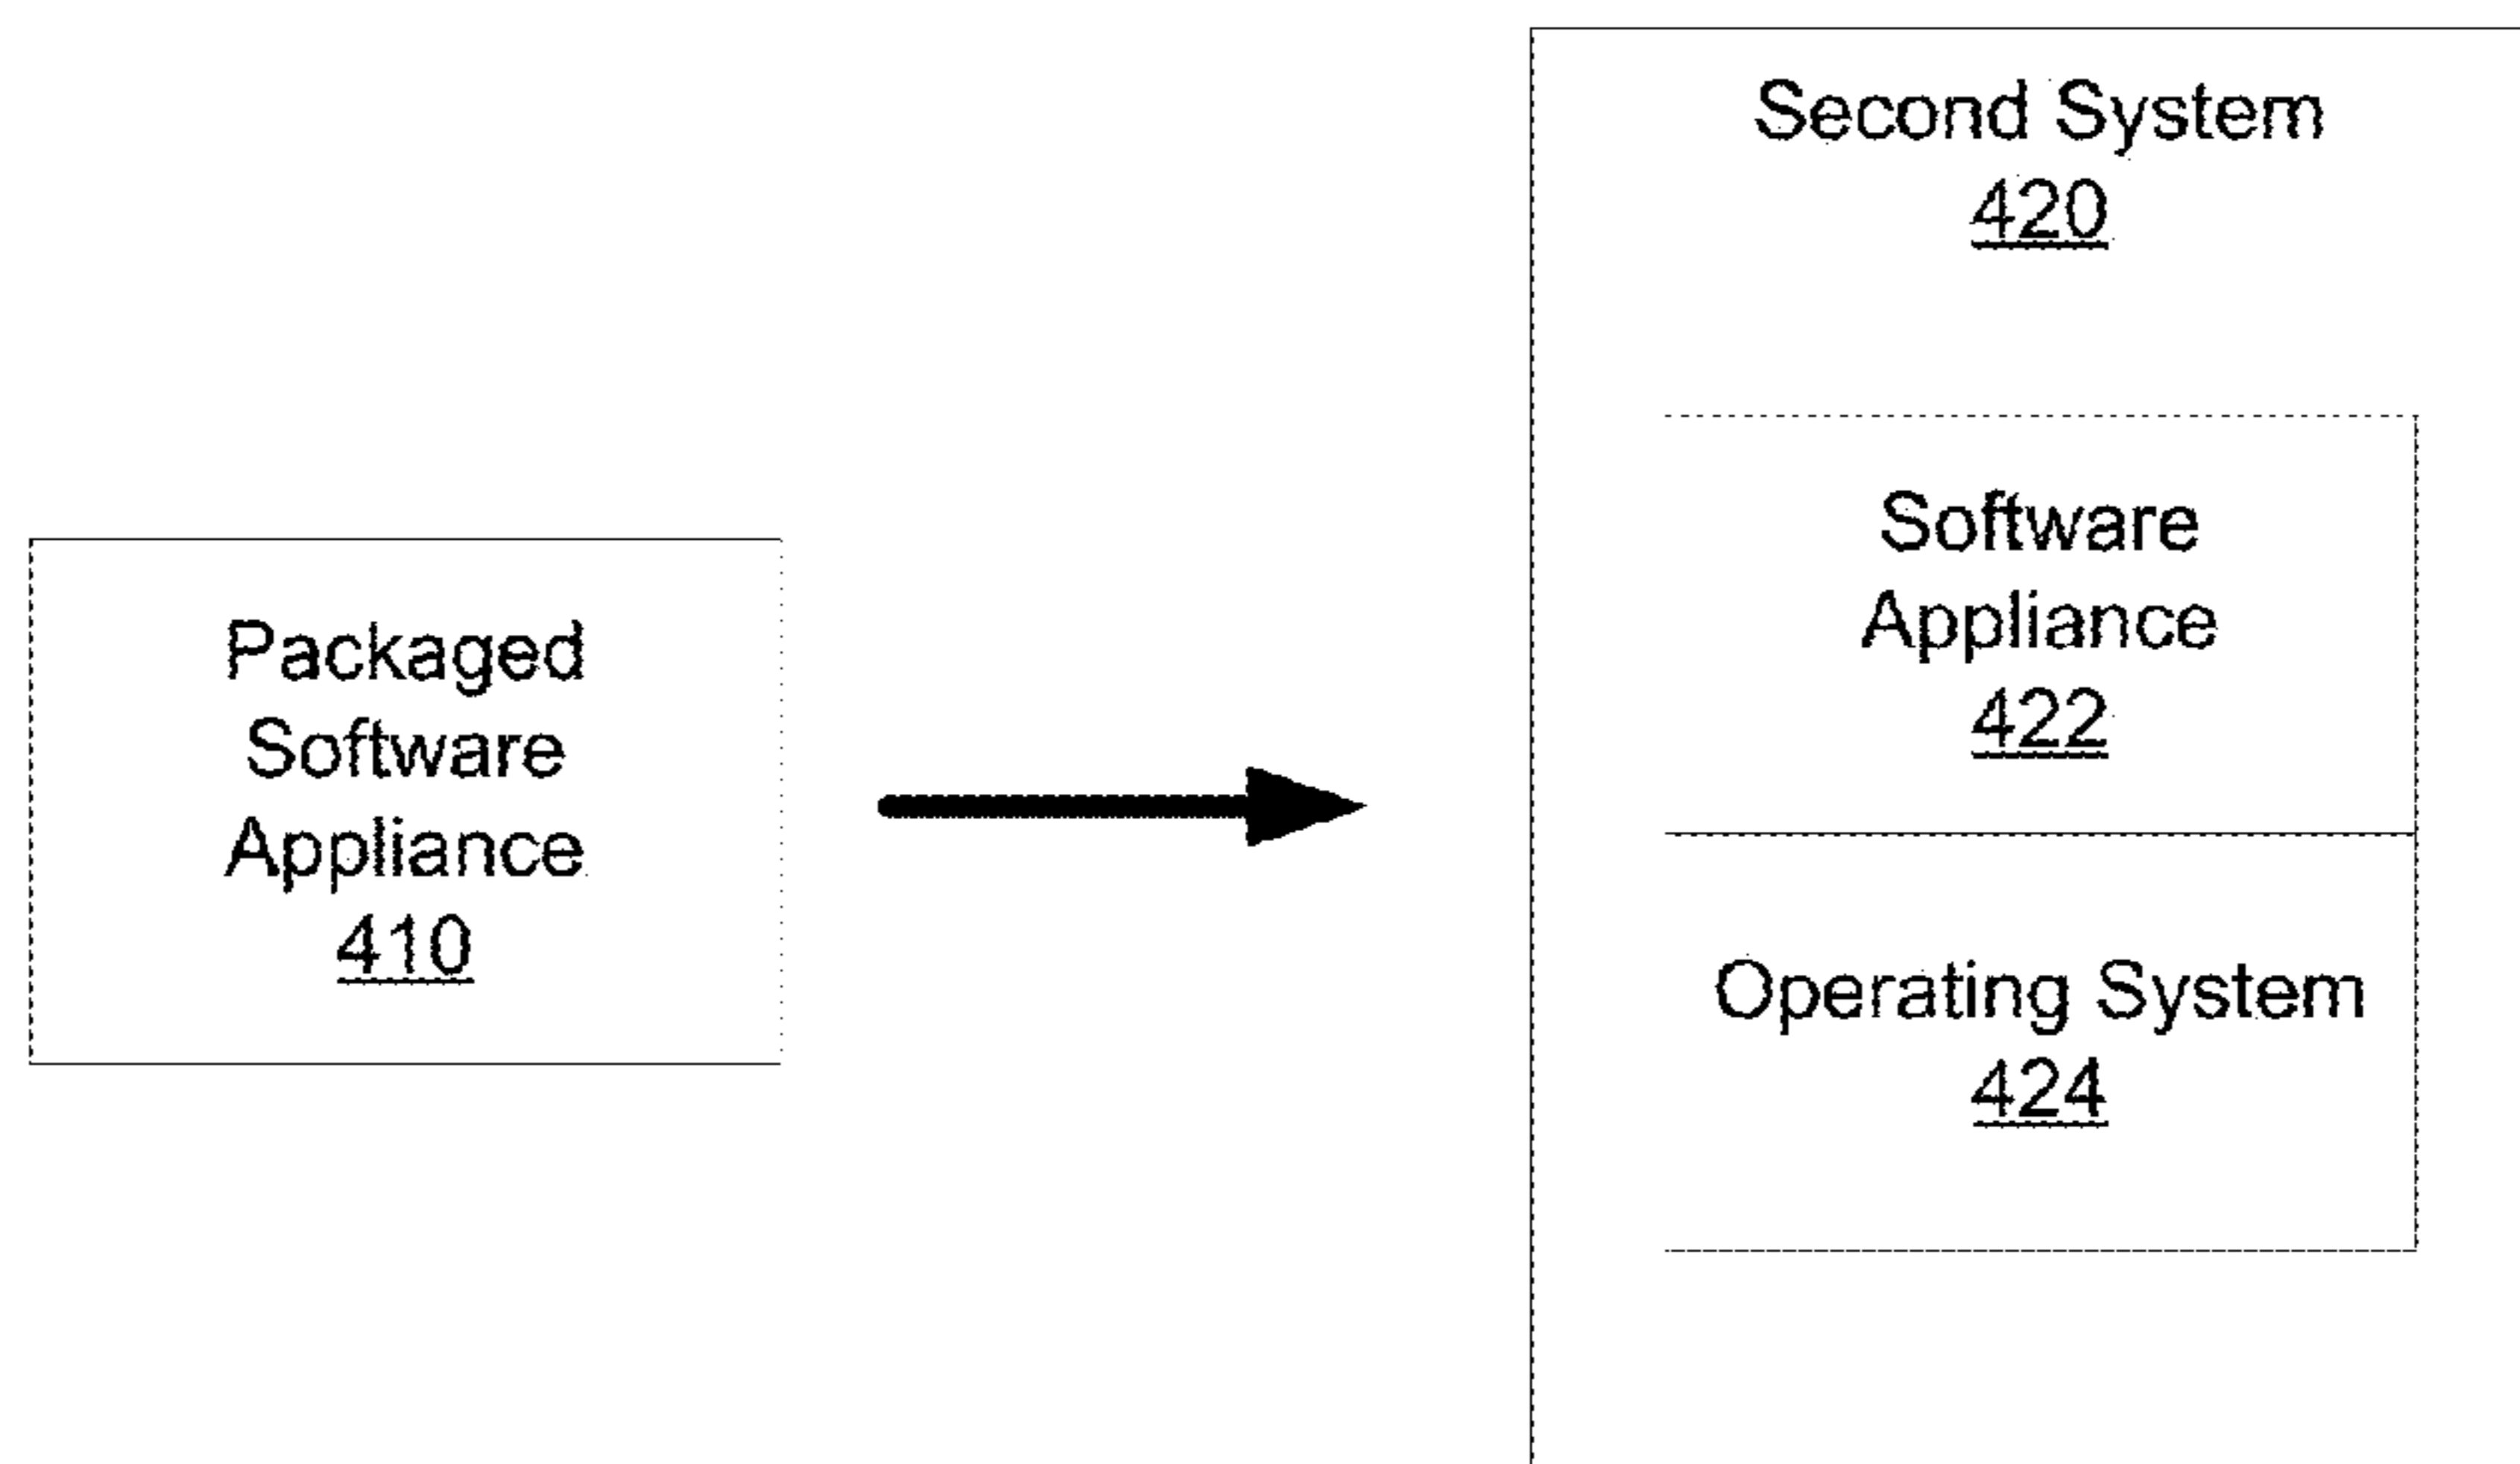 Packaged
Software
Appliance
410
Second System
420
Software
Appliance
422
Operating System
424